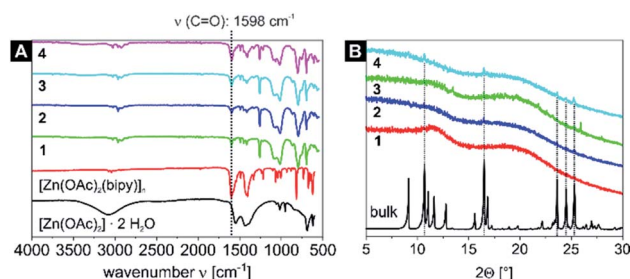 ν (C=O): 1598 cm⁻¹
A
4
3
2
1
[Zn(OAc)₂(bipy)]ₙ
[Zn(OAc)₂] · 2 H₂O
4000 3500 3000 2500 2000 1500 1000 500
wavenumber ν [cm⁻¹]
B
4
3
2
1
bulk
5 10 15 20 25 30
2Θ [°]